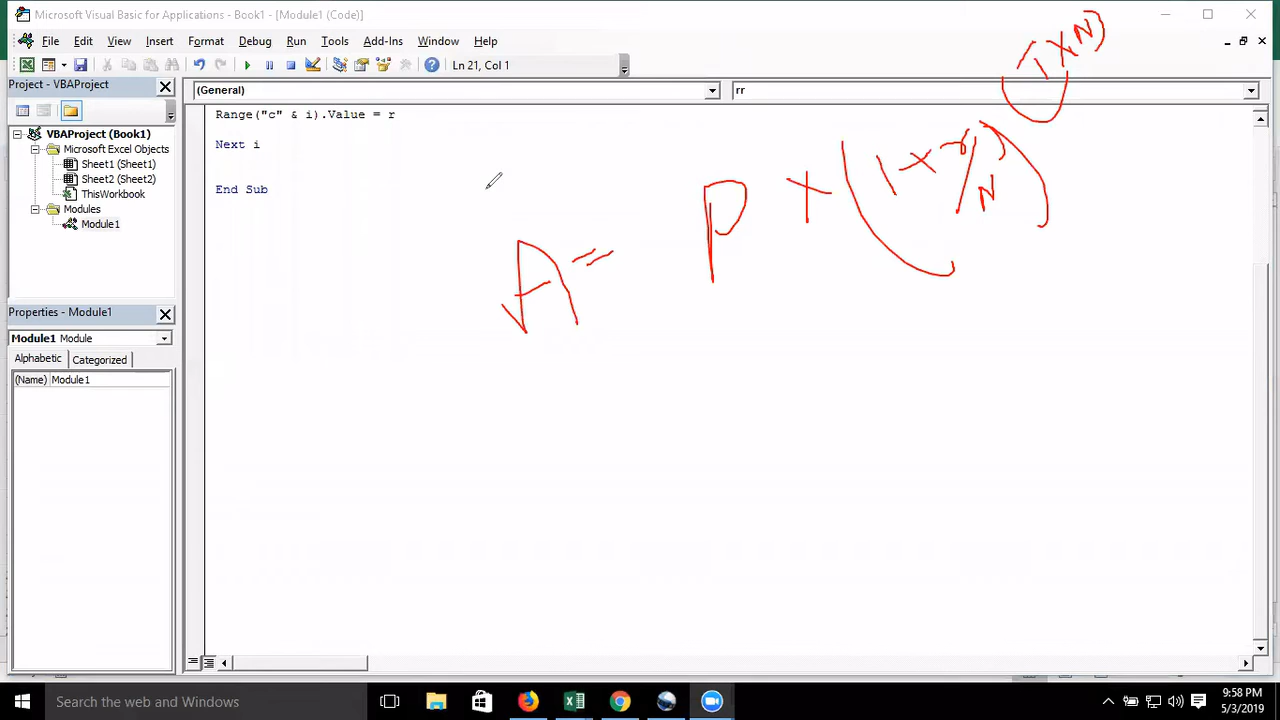 Microsoft Visual Basic for Applications - Book1 - [Module1 (Code)]
File Edit View Insert Format Debug Run Tools Add-Ins Window Help
Ln 21, Col 1
Project - VBAProject
(General)
rr
VBAProject (Book1)
Microsoft Excel Objects
Sheet1 (Sheet1)
Sheet2 (Sheet2)
ThisWorkbook
Modules
Module1
Range("c" & i).Value = r
Next i
End Sub
A = P × (1 + r/N)
Properties - Module1
Module1 Module
Alphabetic Categorized
(Name) Module1
Search the web and Windows
9:58 PM
5/3/2019